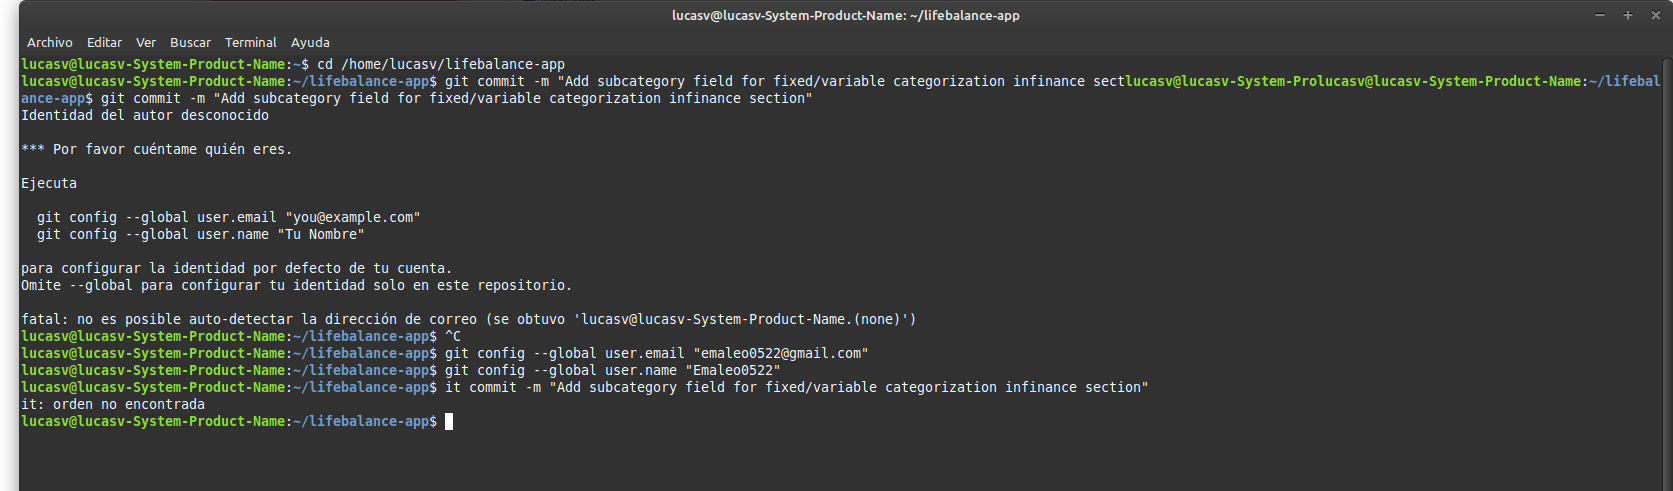 lucasv@lucasv-System-Product-Name: ~/lifebalance-app
Archivo Editar Ver Buscar Terminal Ayuda
lucasv@lucasv-System-Product-Name:~$ cd /home/lucasv/lifebalance-app
lucasv@lucasv-System-Product-Name:~/lifebalance-app$ git commit -m "Add subcategory field for fixed/variable categorization infinance sectlucasv@lucasv-System-Prolucasv@lucasv-System-Product-Name:~/lifebal
ance-app$ git commit -m "Add subcategory field for fixed/variable categorization infinance section"
Identidad del autor desconocido
*** Por favor cuéntame quién eres.
Ejecuta
git config --global user.email "you@example.com"
git config --global user.name "Tu Nombre"
para configurar la identidad por defecto de tu cuenta.
Omite --global para configurar tu identidad solo en este repositorio.
fatal: no es posible auto-detectar la dirección de correo (se obtuvo 'lucasv@lucasv-System-Product-Name.(none)')
lucasv@lucasv-System-Product-Name:~/lifebalance-app$ ^C
lucasv@lucasv-System-Product-Name:~/lifebalance-app$ git config --global user.email "emaleo0522@gmail.com"
lucasv@lucasv-System-Product-Name:~/lifebalance-app$ git config --global user.name "Emaleo0522"
lucasv@lucasv-System-Product-Name:~/lifebalance-app$ it commit -m "Add subcategory field for fixed/variable categorization infinance section"
it: orden no encontrada
lucasv@lucasv-System-Product-Name:~/lifebalance-app$